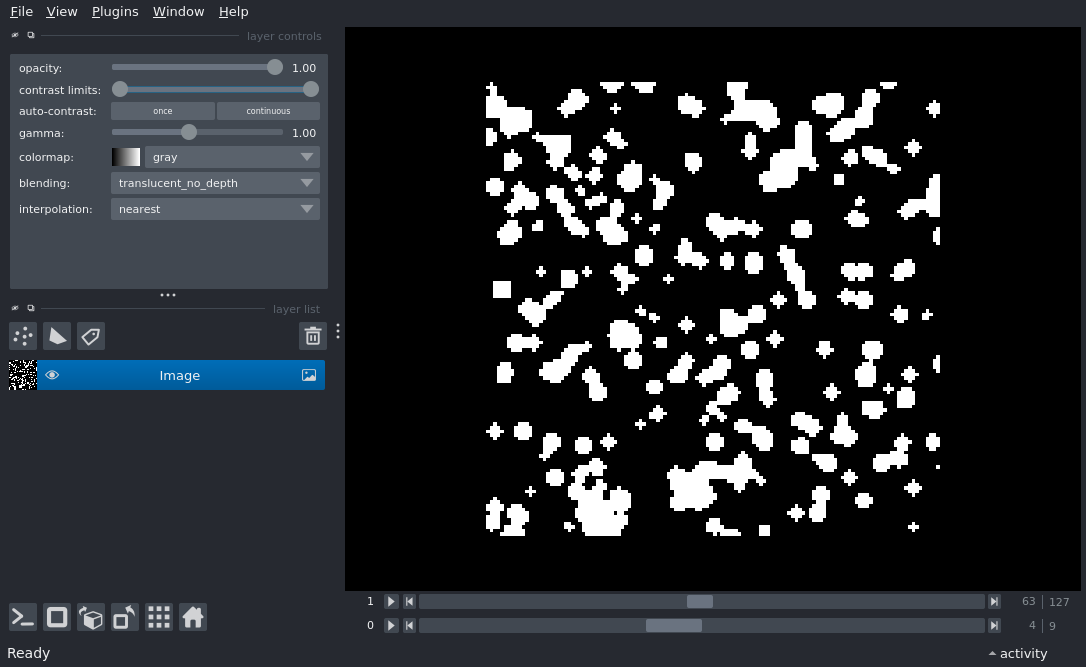 File View Plugins Window Help
layer controls
opacity: 1.00
contrast limits:
auto-contrast: once continuous
gamma: 1.00
colormap: gray
blending: translucent_no_depth
interpolation: nearest
layer list
Image
1 63 127
0 4 9
Ready activity